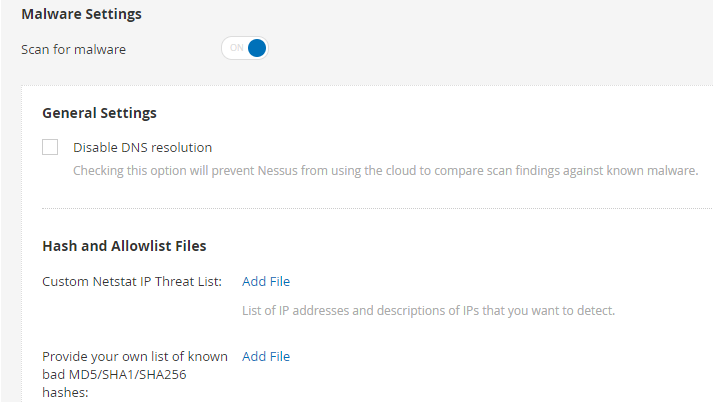 Malware Settings
Scan for malware
ON
General Settings
Disable DNS resolution
Checking this option will prevent Nessus from using the cloud to compare scan findings against known malware.
Hash and Allowlist Files
Custom Netstat IP Threat List: Add File
List of IP addresses and descriptions of IPs that you want to detect.
Provide your own list of known Add File
bad MD5/SHA1/SHA256
hashes: